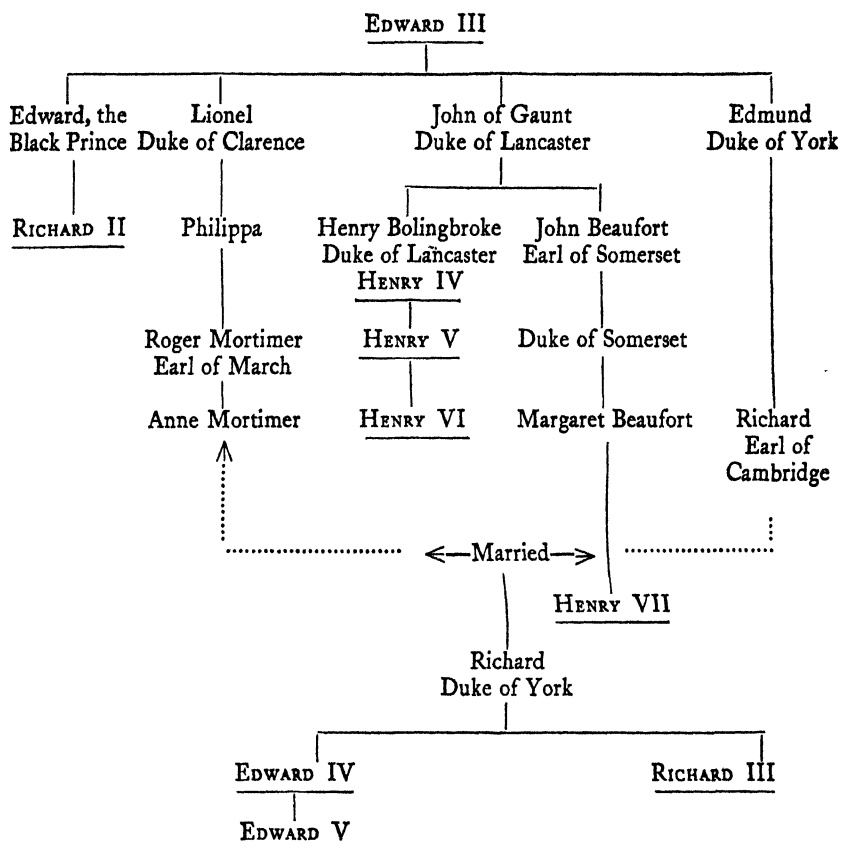 EDWARD III
Edward, the
Black Prince
Lionel
Duke of Clarence
John of Gaunt
Duke of Lancaster
Edmund
Duke of York
RICHARD II
Philippa
Henry Bolingbroke
Duke of Lancaster
HENRY IV
John Beaufort
Earl of Somerset
Roger Mortimer
Earl of March
HENRY V
Duke of Somerset
Anne Mortimer
HENRY VI
Margaret Beaufort
Richard
Earl of
Cambridge
Married
HENRY VII
Richard
Duke of York
EDWARD IV
RICHARD III
EDWARD V